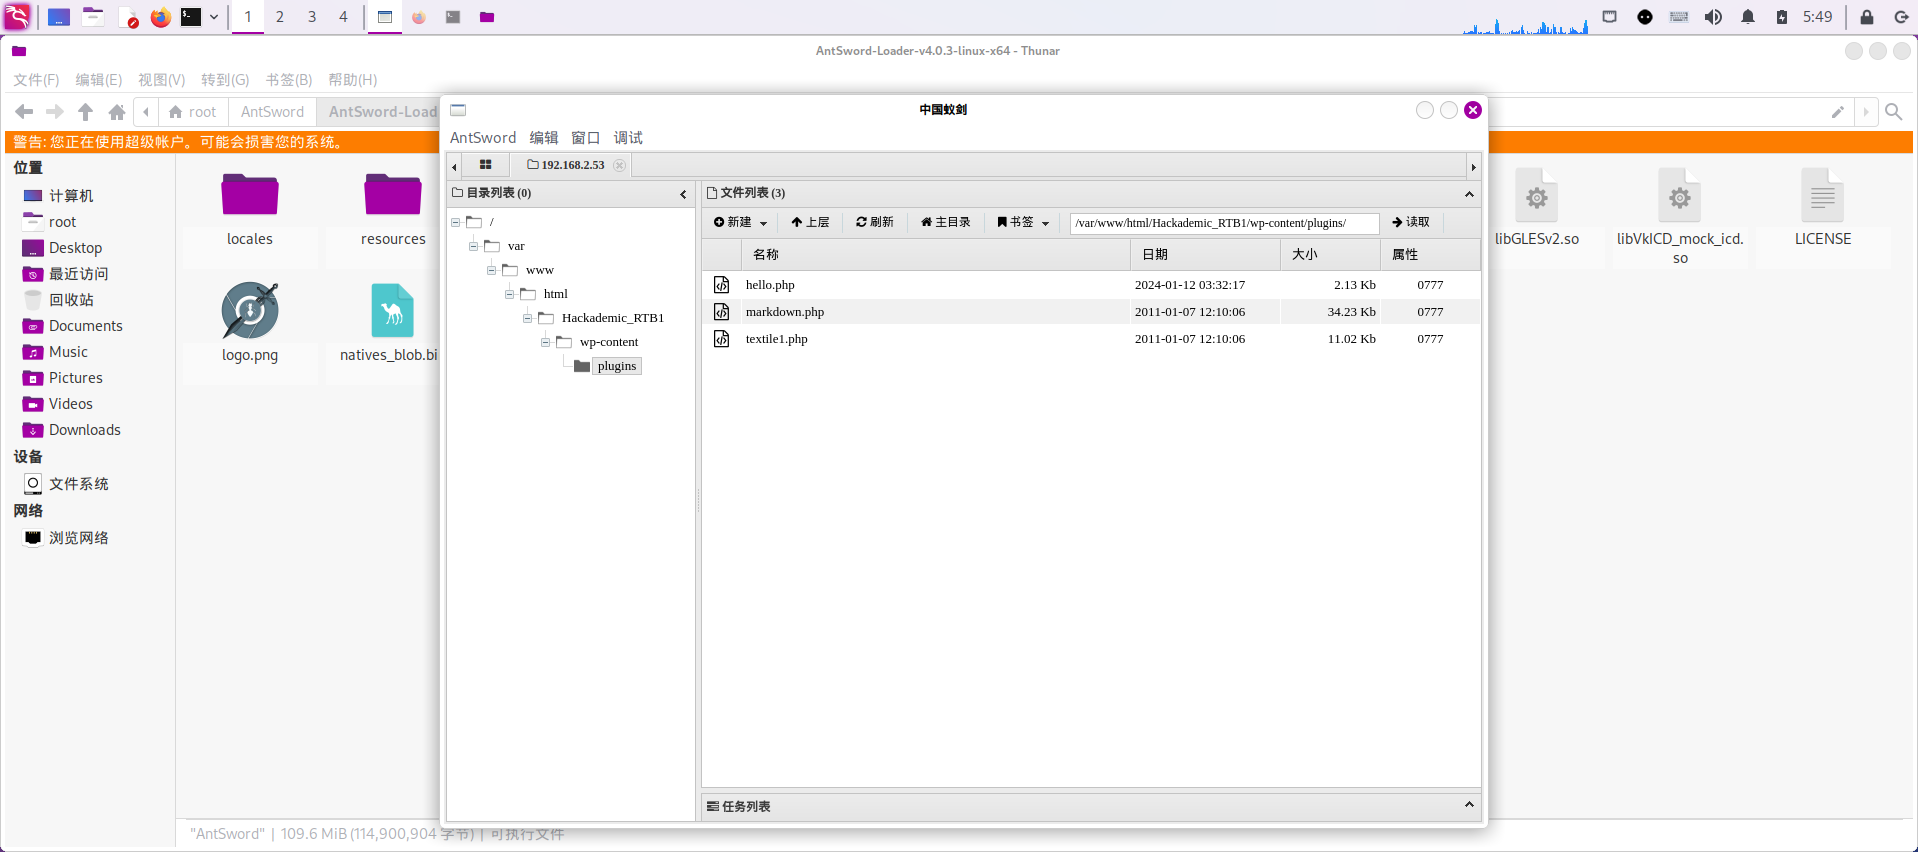 1 2 3 4 5:49
AntSword-Loader-v4.0.3-linux-x64 - Thunar
文件(F) 编辑(E) 视图(V) 转到(G) 书签(B) 帮助(H)
root AntSword AntSword-Load
警告: 您正在使用超级帐户。可能会损害您的系统。
位置
计算机
root
Desktop
最近访问
回收站
Documents
Music
Pictures
Videos
Downloads
设备
文件系统
网络
浏览网络
locales
resources
logo.png
natives_blob.bi
libGLESv2.so
libVkICD_mock_icd.
so
LICENSE
"AntSword" | 109.6 MiB (114,900,904 字节) | 可执行文件
中国蚁剑
AntSword 编辑 窗口 调试
192.168.2.53
目录列表 (0)
/
var
www
html
Hackademic_RTB1
wp-content
plugins
文件列表 (3)
新建 上层 刷新 主目录 书签 /var/www/html/Hackademic_RTB1/wp-content/plugins/ 读取
名称 日期 大小 属性
hello.php 2024-01-12 03:32:17 2.13 Kb 0777
markdown.php 2011-01-07 12:10:06 34.23 Kb 0777
textile1.php 2011-01-07 12:10:06 11.02 Kb 0777
任务列表